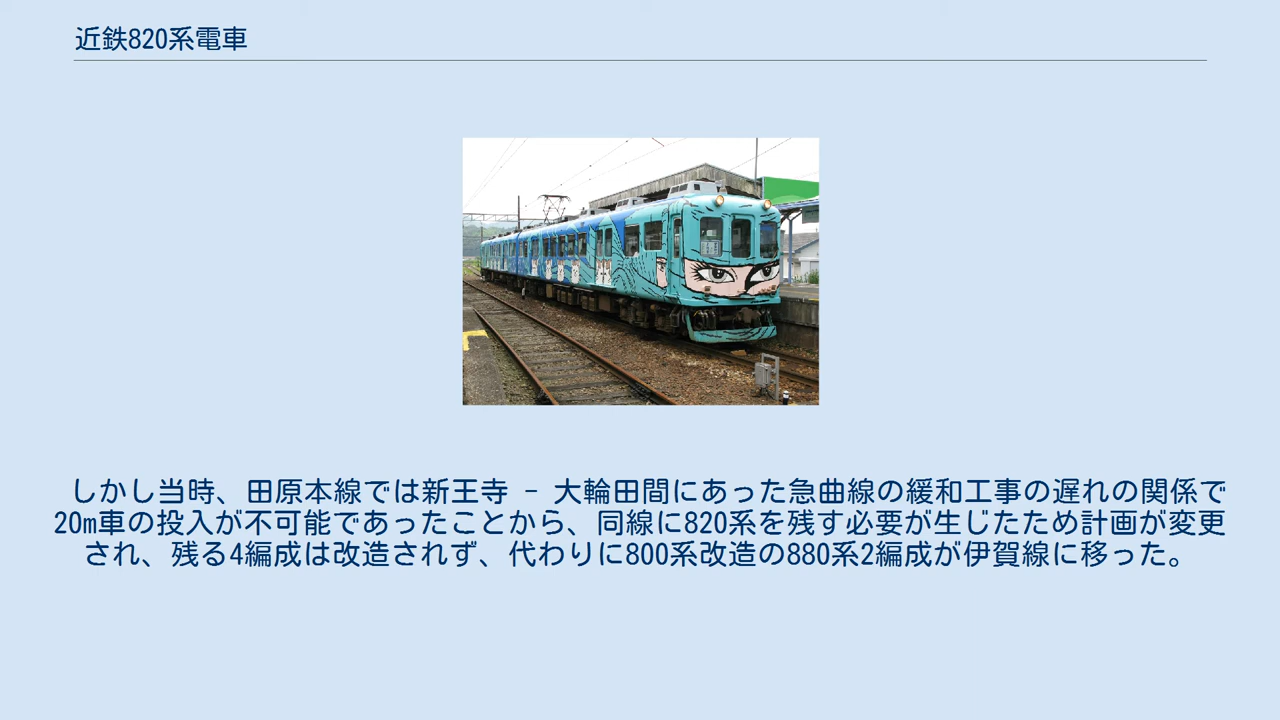 近鉄820系電車
しかし当時、田原本線では新王寺 - 大輪田間にあった急曲線の緩和工事の遅れの関係で
20m車の投入が不可能であったことから、同線に820系を残す必要が生じたため計画が変更
され、残る4編成は改造されず、代わりに800系改造の880系2編成が伊賀線に移った。